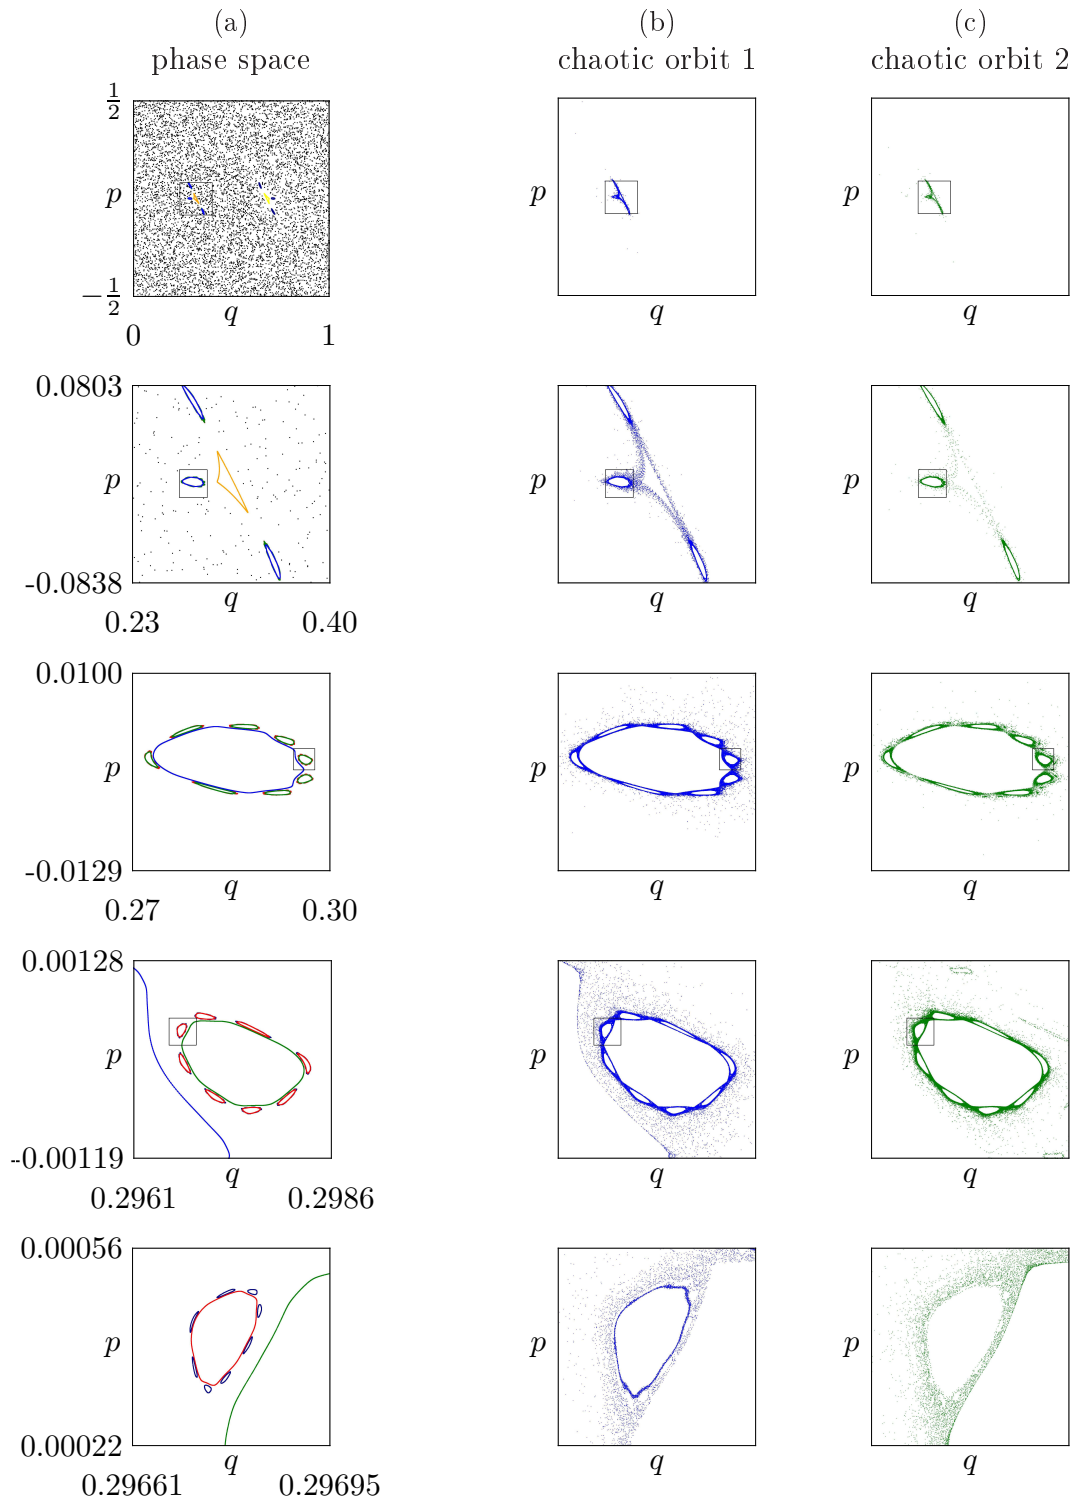 (a) (b) (c)
phase space chaotic orbit 1 chaotic orbit 2
1/2
p p p
-1/2
q q q
0 1
0.0803
p p p
-0.0838
q q q
0.23 0.40
0.0100
p p p
-0.0129
q q q
0.27 0.30
0.00128
p p p
-0.00119
q q q
0.2961 0.2986
0.00056
p p p
0.00022
q q q
0.29661 0.29695